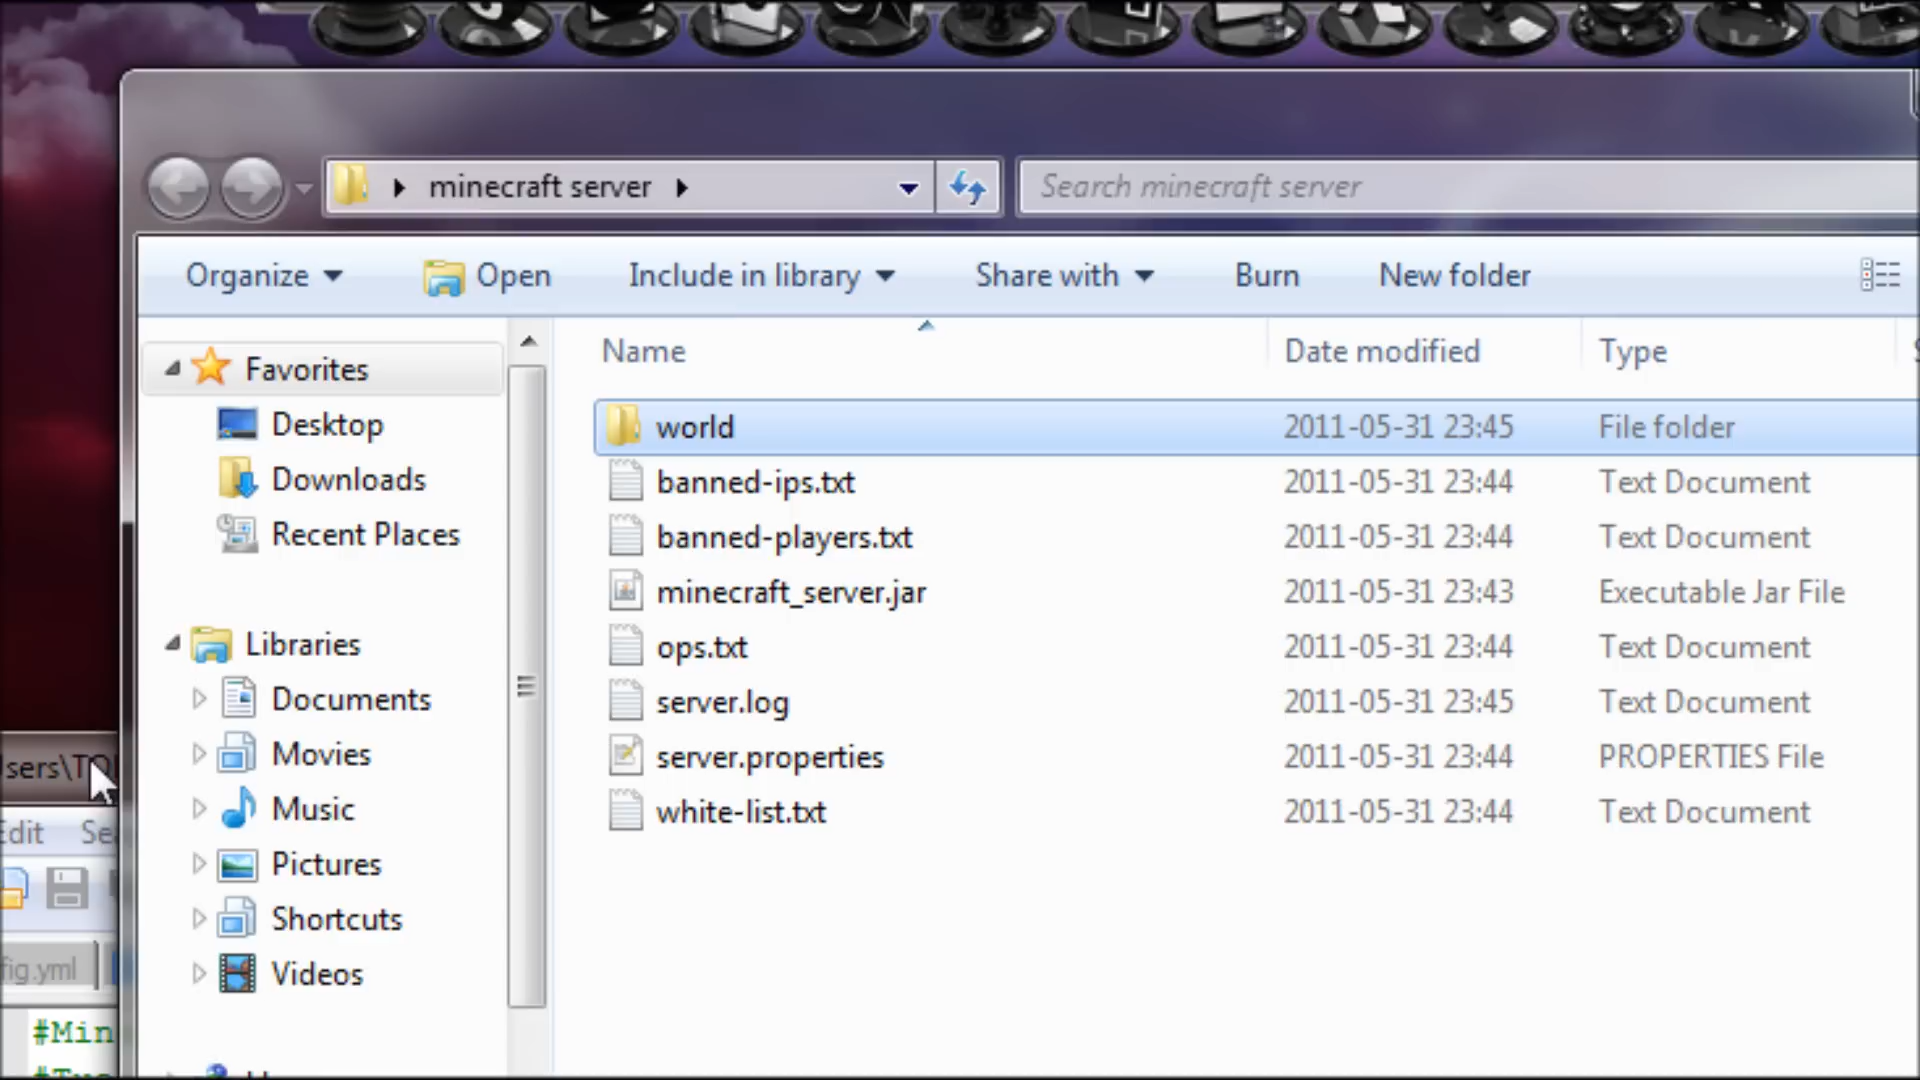 minecraft server
Search minecraft server
Organize
Open
Include in library
Share with
Burn
New folder
Name
Date modified
Type
Favorites
Desktop
Downloads
Recent Places
Libraries
Documents
Movies
Music
Pictures
Shortcuts
Videos
world 2011-05-31 23:45 File folder
banned-ips.txt 2011-05-31 23:44 Text Document
banned-players.txt 2011-05-31 23:44 Text Document
minecraft_server.jar 2011-05-31 23:43 Executable Jar File
ops.txt 2011-05-31 23:44 Text Document
server.log 2011-05-31 23:45 Text Document
server.properties 2011-05-31 23:44 PROPERTIES File
white-list.txt 2011-05-31 23:44 Text Document
sers\TO
Edit Se
fig.yml
#Min